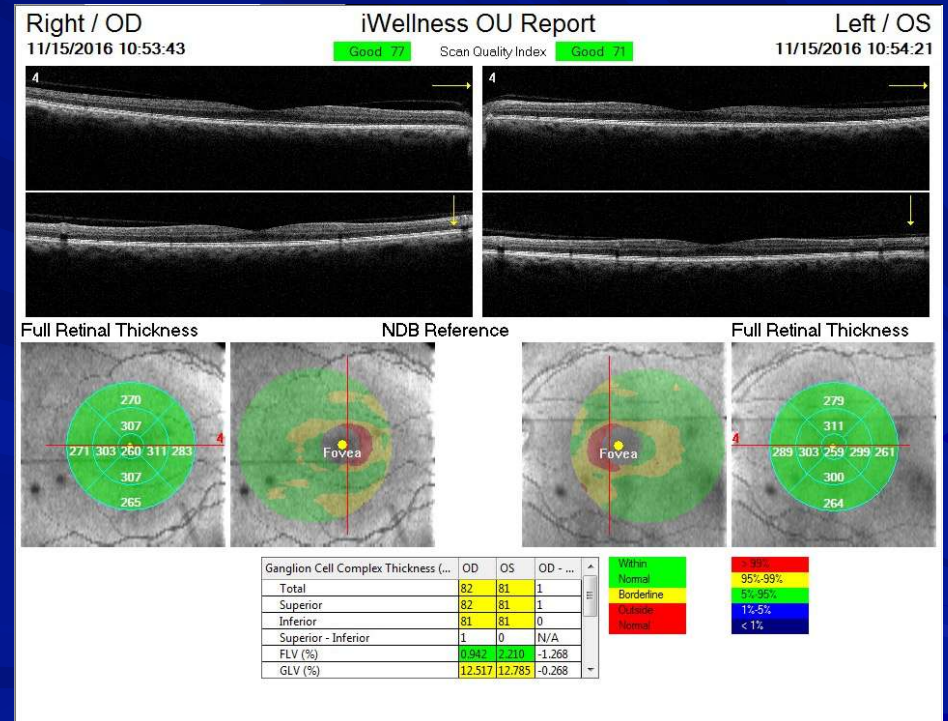 Right / OD iWellness OU Report Left / OS
11/15/2016 10:53:43 Good 77 Scan Quality Index Good 71 11/15/2016 10:54:21
4 4
Full Retinal Thickness NDB Reference Full Retinal Thickness
270 279
307 311
4 4
271 303 260 311 283 Fovea Fovea 289 303 259 299 261
307 300
265 264
Ganglion Cell Complex Thickness (... OD OS OD - ...
Total 82 81 1
Superior 82 81 1
Inferior 81 81 0
Superior - Inferior 1 0 N/A
FLV (%) 0.942 2.210 -1.268
GLV (%) 12.517 12.785 -0.268
Within > 99%
Normal 95%-99%
Borderline 5%-95%
Outside 1%-5%
Normal < 1%